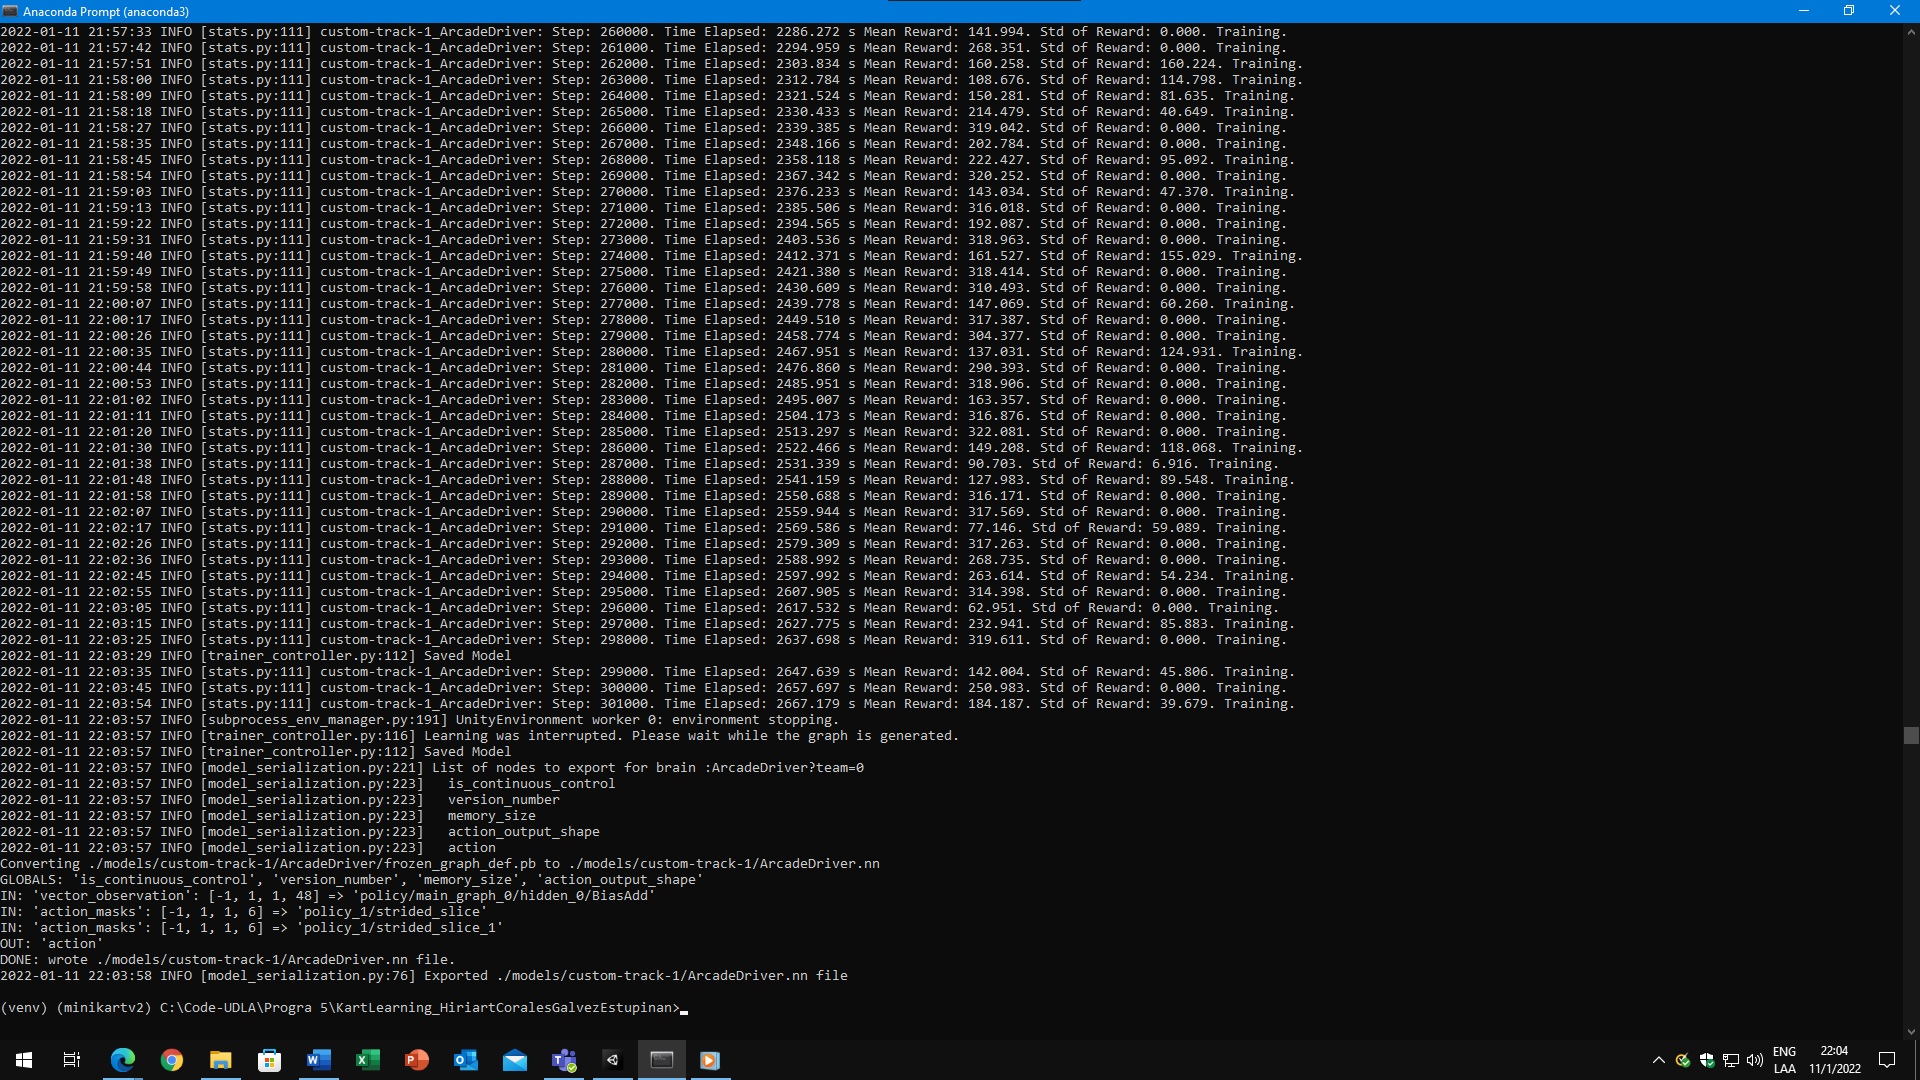 Anaconda Prompt (anaconda3)
2022-01-11 21:57:33 INFO [stats.py:111] custom-track-1_ArcadeDriver: Step: 260000. Time Elapsed: 2286.272 s Mean Reward: 141.994. Std of Reward: 0.000. Training.
2022-01-11 21:57:42 INFO [stats.py:111] custom-track-1_ArcadeDriver: Step: 261000. Time Elapsed: 2294.959 s Mean Reward: 268.351. Std of Reward: 0.000. Training.
2022-01-11 21:57:51 INFO [stats.py:111] custom-track-1_ArcadeDriver: Step: 262000. Time Elapsed: 2303.834 s Mean Reward: 160.258. Std of Reward: 160.224. Training.
2022-01-11 21:58:00 INFO [stats.py:111] custom-track-1_ArcadeDriver: Step: 263000. Time Elapsed: 2312.784 s Mean Reward: 108.676. Std of Reward: 114.798. Training.
2022-01-11 21:58:09 INFO [stats.py:111] custom-track-1_ArcadeDriver: Step: 264000. Time Elapsed: 2321.524 s Mean Reward: 150.281. Std of Reward: 81.635. Training.
2022-01-11 21:58:18 INFO [stats.py:111] custom-track-1_ArcadeDriver: Step: 265000. Time Elapsed: 2330.433 s Mean Reward: 214.479. Std of Reward: 40.649. Training.
2022-01-11 21:58:27 INFO [stats.py:111] custom-track-1_ArcadeDriver: Step: 266000. Time Elapsed: 2339.385 s Mean Reward: 319.042. Std of Reward: 0.000. Training.
2022-01-11 21:58:35 INFO [stats.py:111] custom-track-1_ArcadeDriver: Step: 267000. Time Elapsed: 2348.166 s Mean Reward: 202.784. Std of Reward: 0.000. Training.
2022-01-11 21:58:45 INFO [stats.py:111] custom-track-1_ArcadeDriver: Step: 268000. Time Elapsed: 2358.118 s Mean Reward: 222.427. Std of Reward: 95.092. Training.
2022-01-11 21:58:54 INFO [stats.py:111] custom-track-1_ArcadeDriver: Step: 269000. Time Elapsed: 2367.342 s Mean Reward: 320.252. Std of Reward: 0.000. Training.
2022-01-11 21:59:03 INFO [stats.py:111] custom-track-1_ArcadeDriver: Step: 270000. Time Elapsed: 2376.233 s Mean Reward: 143.034. Std of Reward: 47.370. Training.
2022-01-11 21:59:13 INFO [stats.py:111] custom-track-1_ArcadeDriver: Step: 271000. Time Elapsed: 2385.506 s Mean Reward: 316.018. Std of Reward: 0.000. Training.
2022-01-11 21:59:22 INFO [stats.py:111] custom-track-1_ArcadeDriver: Step: 272000. Time Elapsed: 2394.565 s Mean Reward: 192.087. Std of Reward: 0.000. Training.
2022-01-11 21:59:31 INFO [stats.py:111] custom-track-1_ArcadeDriver: Step: 273000. Time Elapsed: 2403.536 s Mean Reward: 318.963. Std of Reward: 0.000. Training.
2022-01-11 21:59:40 INFO [stats.py:111] custom-track-1_ArcadeDriver: Step: 274000. Time Elapsed: 2412.371 s Mean Reward: 161.527. Std of Reward: 155.029. Training.
2022-01-11 21:59:49 INFO [stats.py:111] custom-track-1_ArcadeDriver: Step: 275000. Time Elapsed: 2421.380 s Mean Reward: 318.414. Std of Reward: 0.000. Training.
2022-01-11 21:59:58 INFO [stats.py:111] custom-track-1_ArcadeDriver: Step: 276000. Time Elapsed: 2430.609 s Mean Reward: 310.493. Std of Reward: 0.000. Training.
2022-01-11 22:00:07 INFO [stats.py:111] custom-track-1_ArcadeDriver: Step: 277000. Time Elapsed: 2439.778 s Mean Reward: 147.069. Std of Reward: 60.260. Training.
2022-01-11 22:00:17 INFO [stats.py:111] custom-track-1_ArcadeDriver: Step: 278000. Time Elapsed: 2449.510 s Mean Reward: 317.387. Std of Reward: 0.000. Training.
2022-01-11 22:00:26 INFO [stats.py:111] custom-track-1_ArcadeDriver: Step: 279000. Time Elapsed: 2458.774 s Mean Reward: 304.377. Std of Reward: 0.000. Training.
2022-01-11 22:00:35 INFO [stats.py:111] custom-track-1_ArcadeDriver: Step: 280000. Time Elapsed: 2467.951 s Mean Reward: 137.031. Std of Reward: 124.931. Training.
2022-01-11 22:00:44 INFO [stats.py:111] custom-track-1_ArcadeDriver: Step: 281000. Time Elapsed: 2476.860 s Mean Reward: 290.393. Std of Reward: 0.000. Training.
2022-01-11 22:00:53 INFO [stats.py:111] custom-track-1_ArcadeDriver: Step: 282000. Time Elapsed: 2485.951 s Mean Reward: 318.906. Std of Reward: 0.000. Training.
2022-01-11 22:01:02 INFO [stats.py:111] custom-track-1_ArcadeDriver: Step: 283000. Time Elapsed: 2495.007 s Mean Reward: 163.357. Std of Reward: 0.000. Training.
2022-01-11 22:01:11 INFO [stats.py:111] custom-track-1_ArcadeDriver: Step: 284000. Time Elapsed: 2504.173 s Mean Reward: 316.876. Std of Reward: 0.000. Training.
2022-01-11 22:01:20 INFO [stats.py:111] custom-track-1_ArcadeDriver: Step: 285000. Time Elapsed: 2513.297 s Mean Reward: 322.081. Std of Reward: 0.000. Training.
2022-01-11 22:01:30 INFO [stats.py:111] custom-track-1_ArcadeDriver: Step: 286000. Time Elapsed: 2522.466 s Mean Reward: 149.208. Std of Reward: 118.068. Training.
2022-01-11 22:01:38 INFO [stats.py:111] custom-track-1_ArcadeDriver: Step: 287000. Time Elapsed: 2531.339 s Mean Reward: 90.703. Std of Reward: 6.916. Training.
2022-01-11 22:01:48 INFO [stats.py:111] custom-track-1_ArcadeDriver: Step: 288000. Time Elapsed: 2541.159 s Mean Reward: 127.983. Std of Reward: 89.548. Training.
2022-01-11 22:01:58 INFO [stats.py:111] custom-track-1_ArcadeDriver: Step: 289000. Time Elapsed: 2550.688 s Mean Reward: 316.171. Std of Reward: 0.000. Training.
2022-01-11 22:02:07 INFO [stats.py:111] custom-track-1_ArcadeDriver: Step: 290000. Time Elapsed: 2559.944 s Mean Reward: 317.569. Std of Reward: 0.000. Training.
2022-01-11 22:02:17 INFO [stats.py:111] custom-track-1_ArcadeDriver: Step: 291000. Time Elapsed: 2569.586 s Mean Reward: 77.146. Std of Reward: 59.089. Training.
2022-01-11 22:02:26 INFO [stats.py:111] custom-track-1_ArcadeDriver: Step: 292000. Time Elapsed: 2579.309 s Mean Reward: 317.263. Std of Reward: 0.000. Training.
2022-01-11 22:02:36 INFO [stats.py:111] custom-track-1_ArcadeDriver: Step: 293000. Time Elapsed: 2588.992 s Mean Reward: 268.735. Std of Reward: 0.000. Training.
2022-01-11 22:02:45 INFO [stats.py:111] custom-track-1_ArcadeDriver: Step: 294000. Time Elapsed: 2597.992 s Mean Reward: 263.614. Std of Reward: 54.234. Training.
2022-01-11 22:02:55 INFO [stats.py:111] custom-track-1_ArcadeDriver: Step: 295000. Time Elapsed: 2607.905 s Mean Reward: 314.398. Std of Reward: 0.000. Training.
2022-01-11 22:03:05 INFO [stats.py:111] custom-track-1_ArcadeDriver: Step: 296000. Time Elapsed: 2617.532 s Mean Reward: 62.951. Std of Reward: 0.000. Training.
2022-01-11 22:03:15 INFO [stats.py:111] custom-track-1_ArcadeDriver: Step: 297000. Time Elapsed: 2627.775 s Mean Reward: 232.941. Std of Reward: 85.883. Training.
2022-01-11 22:03:25 INFO [stats.py:111] custom-track-1_ArcadeDriver: Step: 298000. Time Elapsed: 2637.698 s Mean Reward: 319.611. Std of Reward: 0.000. Training.
2022-01-11 22:03:29 INFO [trainer_controller.py:112] Saved Model
2022-01-11 22:03:35 INFO [stats.py:111] custom-track-1_ArcadeDriver: Step: 299000. Time Elapsed: 2647.639 s Mean Reward: 142.004. Std of Reward: 45.806. Training.
2022-01-11 22:03:45 INFO [stats.py:111] custom-track-1_ArcadeDriver: Step: 300000. Time Elapsed: 2657.697 s Mean Reward: 250.983. Std of Reward: 0.000. Training.
2022-01-11 22:03:54 INFO [stats.py:111] custom-track-1_ArcadeDriver: Step: 301000. Time Elapsed: 2667.179 s Mean Reward: 184.187. Std of Reward: 39.679. Training.
2022-01-11 22:03:57 INFO [subprocess_env_manager.py:191] UnityEnvironment worker 0: environment stopping.
2022-01-11 22:03:57 INFO [trainer_controller.py:116] Learning was interrupted. Please wait while the graph is generated.
2022-01-11 22:03:57 INFO [trainer_controller.py:112] Saved Model
2022-01-11 22:03:57 INFO [model_serialization.py:221] List of nodes to export for brain :ArcadeDriver?team=0
2022-01-11 22:03:57 INFO [model_serialization.py:223] is_continuous_control
2022-01-11 22:03:57 INFO [model_serialization.py:223] version_number
2022-01-11 22:03:57 INFO [model_serialization.py:223] memory_size
2022-01-11 22:03:57 INFO [model_serialization.py:223] action_output_shape
2022-01-11 22:03:57 INFO [model_serialization.py:223] action
Converting ./models/custom-track-1/ArcadeDriver/frozen_graph_def.pb to ./models/custom-track-1/ArcadeDriver.nn
GLOBALS: 'is_continuous_control', 'version_number', 'memory_size', 'action_output_shape'
IN: 'vector_observation': [-1, 1, 1, 48] => 'policy/main_graph_0/hidden_0/BiasAdd'
IN: 'action_masks': [-1, 1, 1, 6] => 'policy_1/strided_slice'
IN: 'action_masks': [-1, 1, 1, 6] => 'policy_1/strided_slice_1'
OUT: 'action'
DONE: wrote ./models/custom-track-1/ArcadeDriver.nn file.
2022-01-11 22:03:58 INFO [model_serialization.py:76] Exported ./models/custom-track-1/ArcadeDriver.nn file
(venv) (minikartv2) C:\Code-UDLA\Progra 5\KartLearning_HiriartCoralesGalvezEstupinan>
ENG 22:04
LAA 11/1/2022